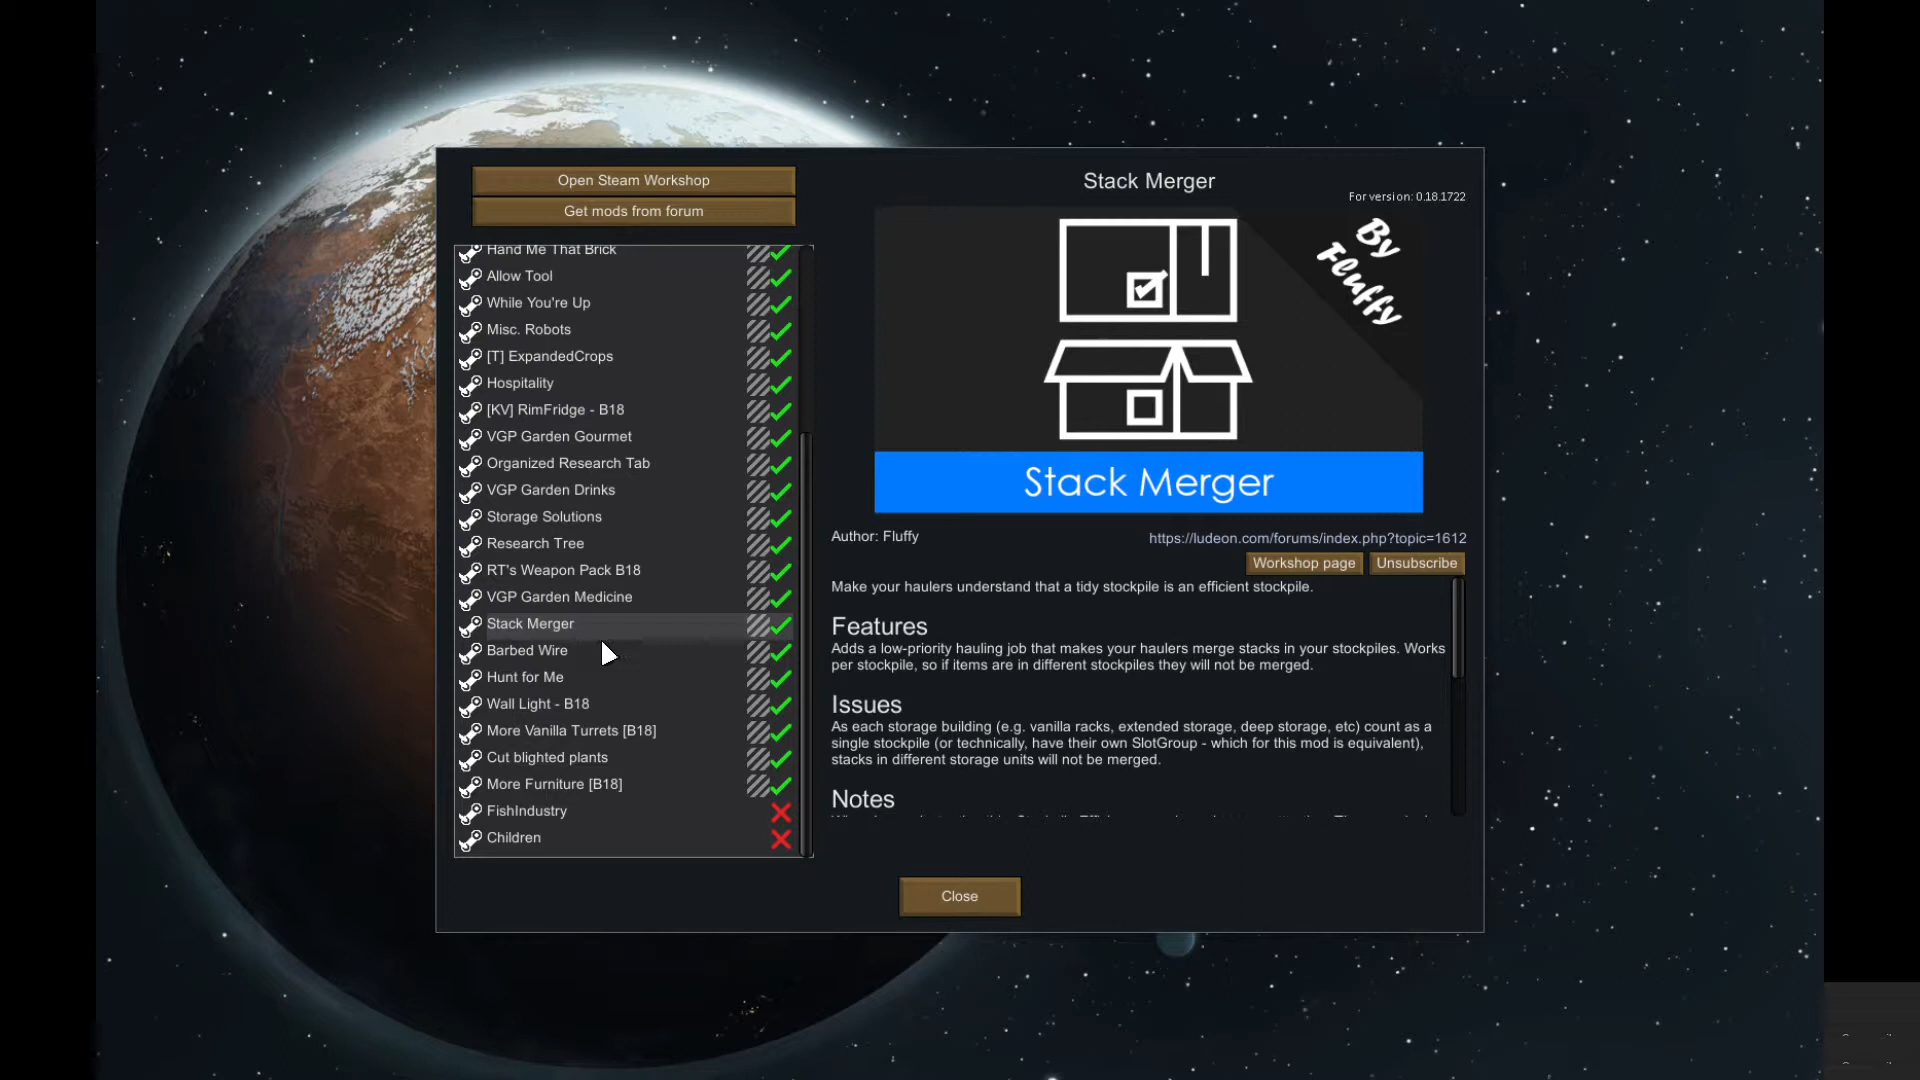 Open Steam Workshop
Get mods from forum
Hand Me That Brick
Allow Tool
While You're Up
Misc. Robots
[T] ExpandedCrops
Hospitality
[KV] RimFridge - B18
VGP Garden Gourmet
Organized Research Tab
VGP Garden Drinks
Storage Solutions
Research Tree
RT's Weapon Pack B18
VGP Garden Medicine
Stack Merger
Barbed Wire
Hunt for Me
Wall Light - B18
More Vanilla Turrets [B18]
Cut blighted plants
More Furniture [B18]
FishIndustry
Children
Stack Merger
For version: 0.18.1722
By
Fluffy
Stack Merger
Author: Fluffy
https://ludeon.com/forums/index.php?topic=1612
Workshop page
Unsubscribe
Make your haulers understand that a tidy stockpile is an efficient stockpile.
Features
Adds a low-priority hauling job that makes your haulers merge stacks in your stockpiles. Works
per stockpile, so if items are in different stockpiles they will not be merged.
Issues
As each storage building (e.g. vanilla racks, extended storage, deep storage, etc) count as a
single stockpile (or technically, have their own SlotGroup - which for this mod is equivalent),
stacks in different storage units will not be merged.
Notes
Close